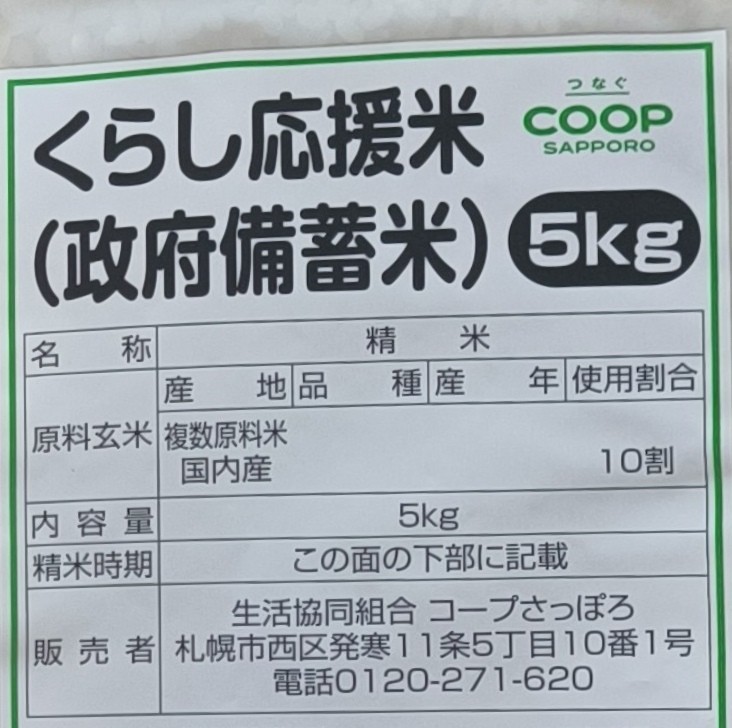 つなぐ
COOP
SAPPORO
くらし応援米
(政府備蓄米) 5kg
名称 精米
原料玄米 産地 品種 産年 使用割合
複数原料米
国内産 10割
内容量 5kg
精米時期 この面の下部に記載
販売者 生活協同組合 コープさっぽろ
札幌市西区発寒11条5丁目10番1号
電話0120-271-620